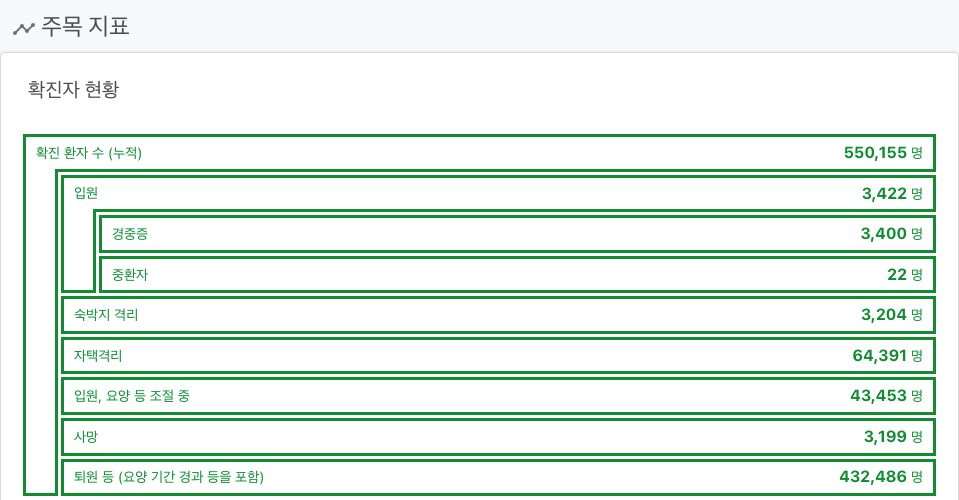 주목 지표
확진자 현황
확진 환자 수 (누적) 550,155 명
입원 3,422 명
경중증 3,400 명
중환자 22 명
숙박지 격리 3,204 명
자택격리 64,391 명
입원, 요양 등 조절 중 43,453 명
사망 3,199 명
퇴원 등 (요양 기간 경과 등을 포함) 432,486 명